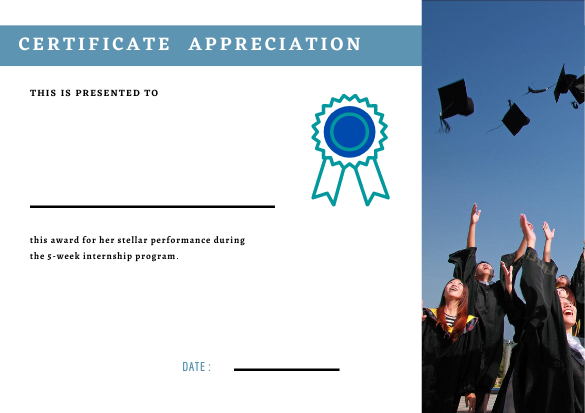 CERTIFICATE APPRECIATION
THIS IS PRESENTED TO
this award for her stellar performance during
the 5-week internship program.
DATE :